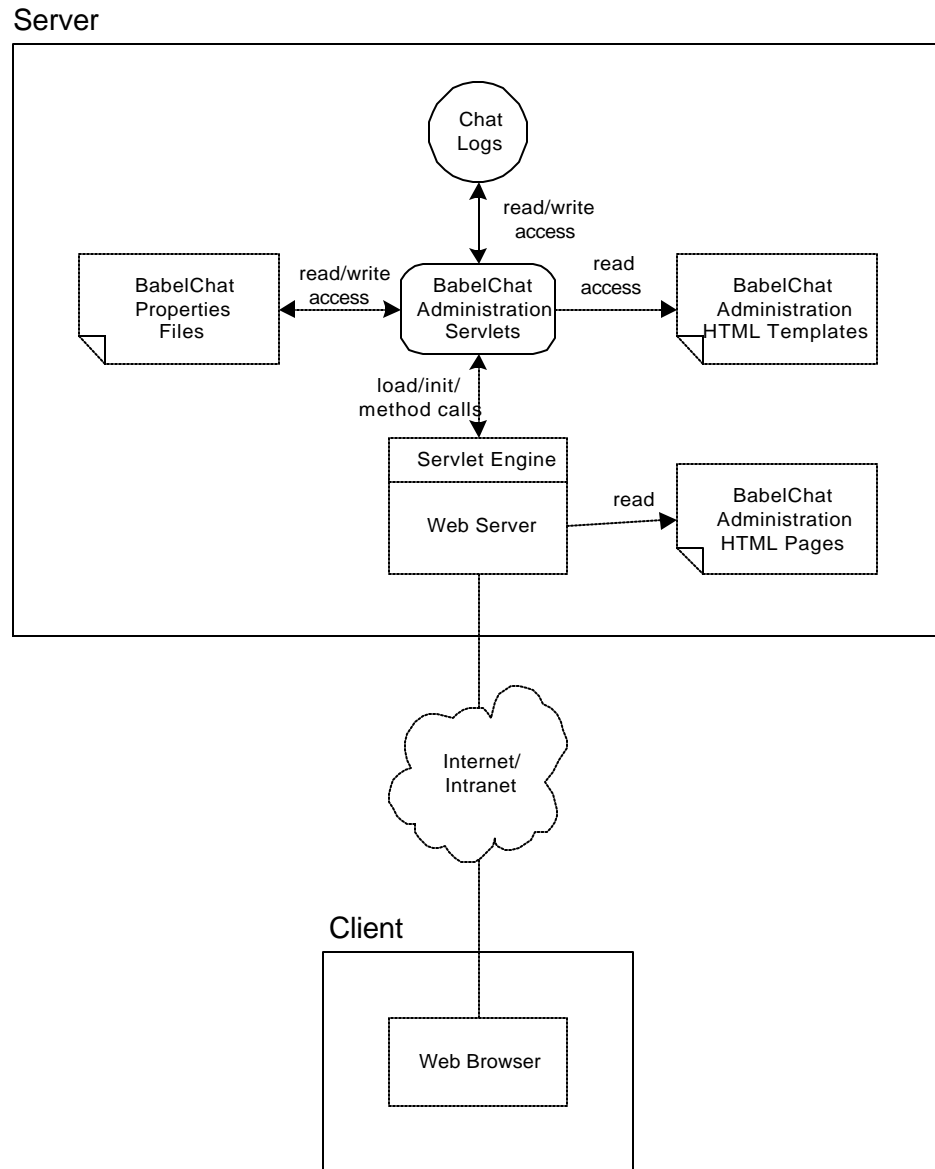 Server
Chat
Logs
read/write
access
BabelChat
Properties
Files
read/write
access
BabelChat
Administration
Servlets
read
access
BabelChat
Administration
HTML Templates
load/init/
method calls
Servlet Engine
Web Server
read
BabelChat
Administration
HTML Pages
Internet/
Intranet
Client
Web Browser